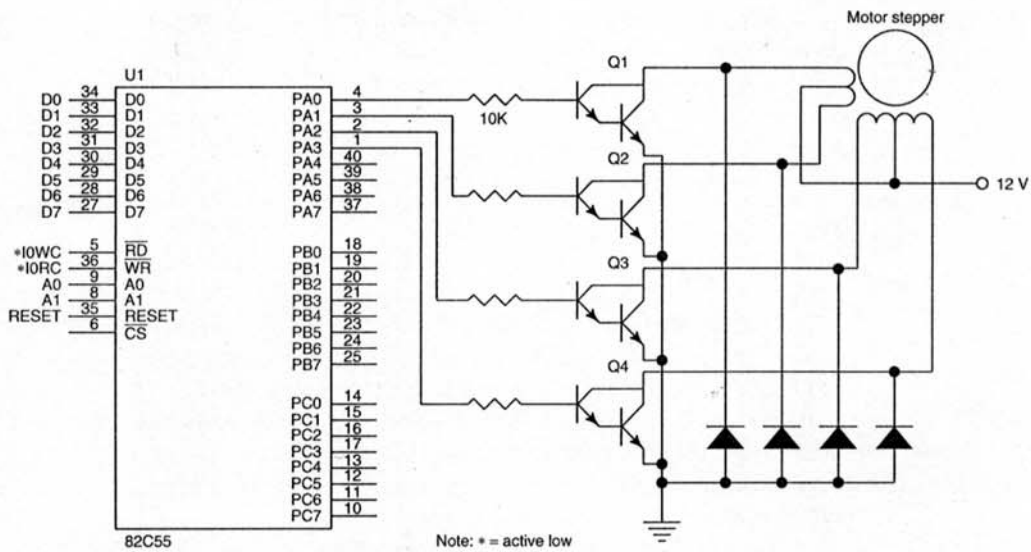 Motor stepper
U1
D0 34 D0
D1 33 D1
D2 32 D2
D3 31 D3
D4 30 D4
D5 29 D5
D6 28 D6
D7 27 D7
*I0WC 5 RD
*I0RC 36 WR
A0 9 A0
A1 8 A1
RESET 35 RESET
6 CS
PA0 4
PA1 3
PA2 2
PA3 1
PA4 40
PA5 39
PA6 38
PA7 37
PB0 18
PB1 19
PB2 20
PB3 21
PB4 22
PB5 23
PB6 24
PB7 25
PC0 14
PC1 15
PC2 16
PC3 17
PC4 13
PC5 12
PC6 11
PC7 10
82C55
10K
Q1
Q2
Q3
Q4
12 V
Note: * = active low